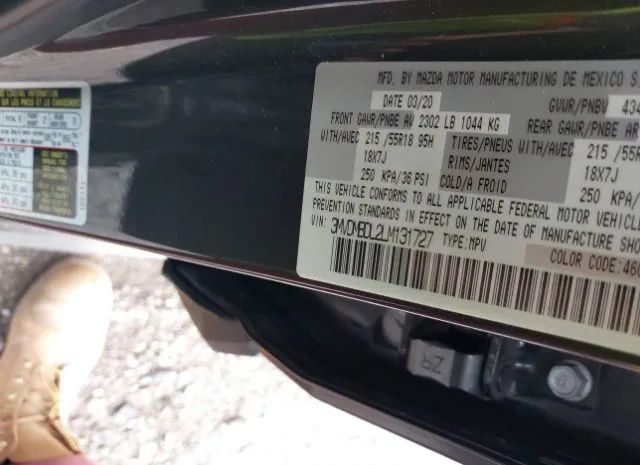 MFD. BY MAZDA MOTOR MANUFACTURING DE MEXICO S
DATE 03/20 GVWR/PNBV 434
FRONT GAWR/PNBE AV 2302 LB 1044 KG REAR GAWR/PNBE AR
WITH/AVEC 215 /55R18 95H TIRES/PNEUS WITH/AVEC 215 /55R
18X7J RIMS/JANTES 18X7J
250 KPA/36 PSI COLD/A FROID 250 KPA
THIS VEHICLE CONFORMS TO ALL APPLICABLE FEDERAL MOTOR VEHICLE
PREVENTION STANDARDS IN EFFECT ON THE DATE OF MANUFACTURE SHOWN
VIN: 3MVDMBDL2LM131727 TYPE: MPV
COLOR CODE:46
ZR